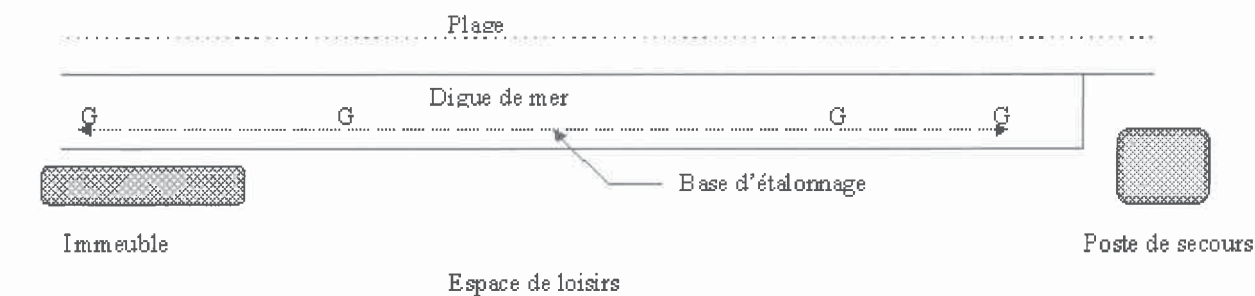 Plage
Digue de mer
G G G G
Base d'étalonnage
Immeuble
Poste de secours
Espace de loisirs